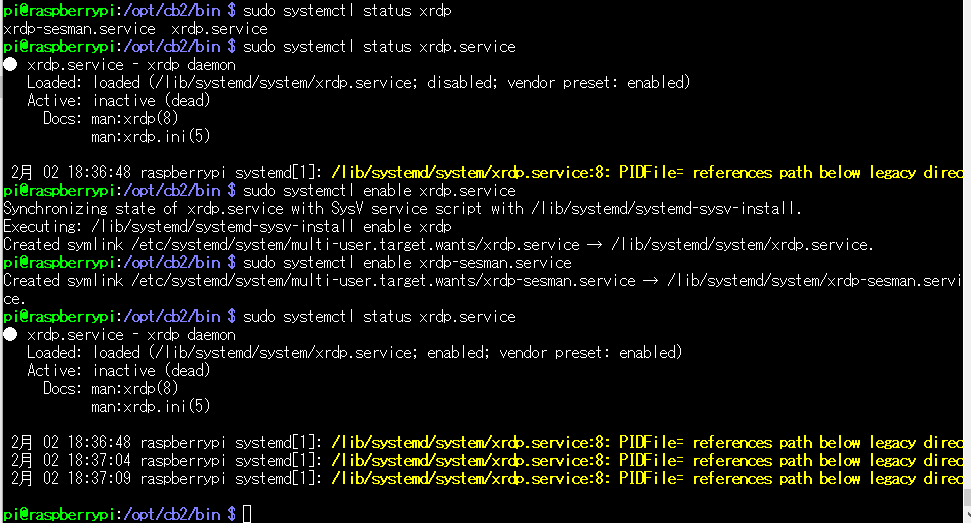 pi@raspberrypi:/opt/cb2/bin $ sudo systemctl status xrdp
xrdp-sesman.service  xrdp.service
pi@raspberrypi:/opt/cb2/bin $ sudo systemctl status xrdp.service
● xrdp.service - xrdp daemon
   Loaded: loaded (/lib/systemd/system/xrdp.service; disabled; vendor preset: enabled)
   Active: inactive (dead)
     Docs: man:xrdp(8)
           man:xrdp.ini(5)
 2月 02 18:36:48 raspberrypi systemd[1]: /lib/systemd/system/xrdp.service:8: PIDFile= references path below legacy direc
pi@raspberrypi:/opt/cb2/bin $ sudo systemctl enable xrdp.service
Synchronizing state of xrdp.service with SysV service script with /lib/systemd/systemd-sysv-install.
Executing: /lib/systemd/systemd-sysv-install enable xrdp
Created symlink /etc/systemd/system/multi-user.target.wants/xrdp.service → /lib/systemd/system/xrdp.service.
pi@raspberrypi:/opt/cb2/bin $ sudo systemctl enable xrdp-sesman.service
Created symlink /etc/systemd/system/multi-user.target.wants/xrdp-sesman.service → /lib/systemd/system/xrdp-sesman.servi
ce.
pi@raspberrypi:/opt/cb2/bin $ sudo systemctl status xrdp.service
● xrdp.service - xrdp daemon
   Loaded: loaded (/lib/systemd/system/xrdp.service; enabled; vendor preset: enabled)
   Active: inactive (dead)
     Docs: man:xrdp(8)
           man:xrdp.ini(5)
 2月 02 18:36:48 raspberrypi systemd[1]: /lib/systemd/system/xrdp.service:8: PIDFile= references path below legacy direc
 2月 02 18:37:04 raspberrypi systemd[1]: /lib/systemd/system/xrdp.service:8: PIDFile= references path below legacy direc
 2月 02 18:37:09 raspberrypi systemd[1]: /lib/systemd/system/xrdp.service:8: PIDFile= references path below legacy direc
pi@raspberrypi:/opt/cb2/bin $